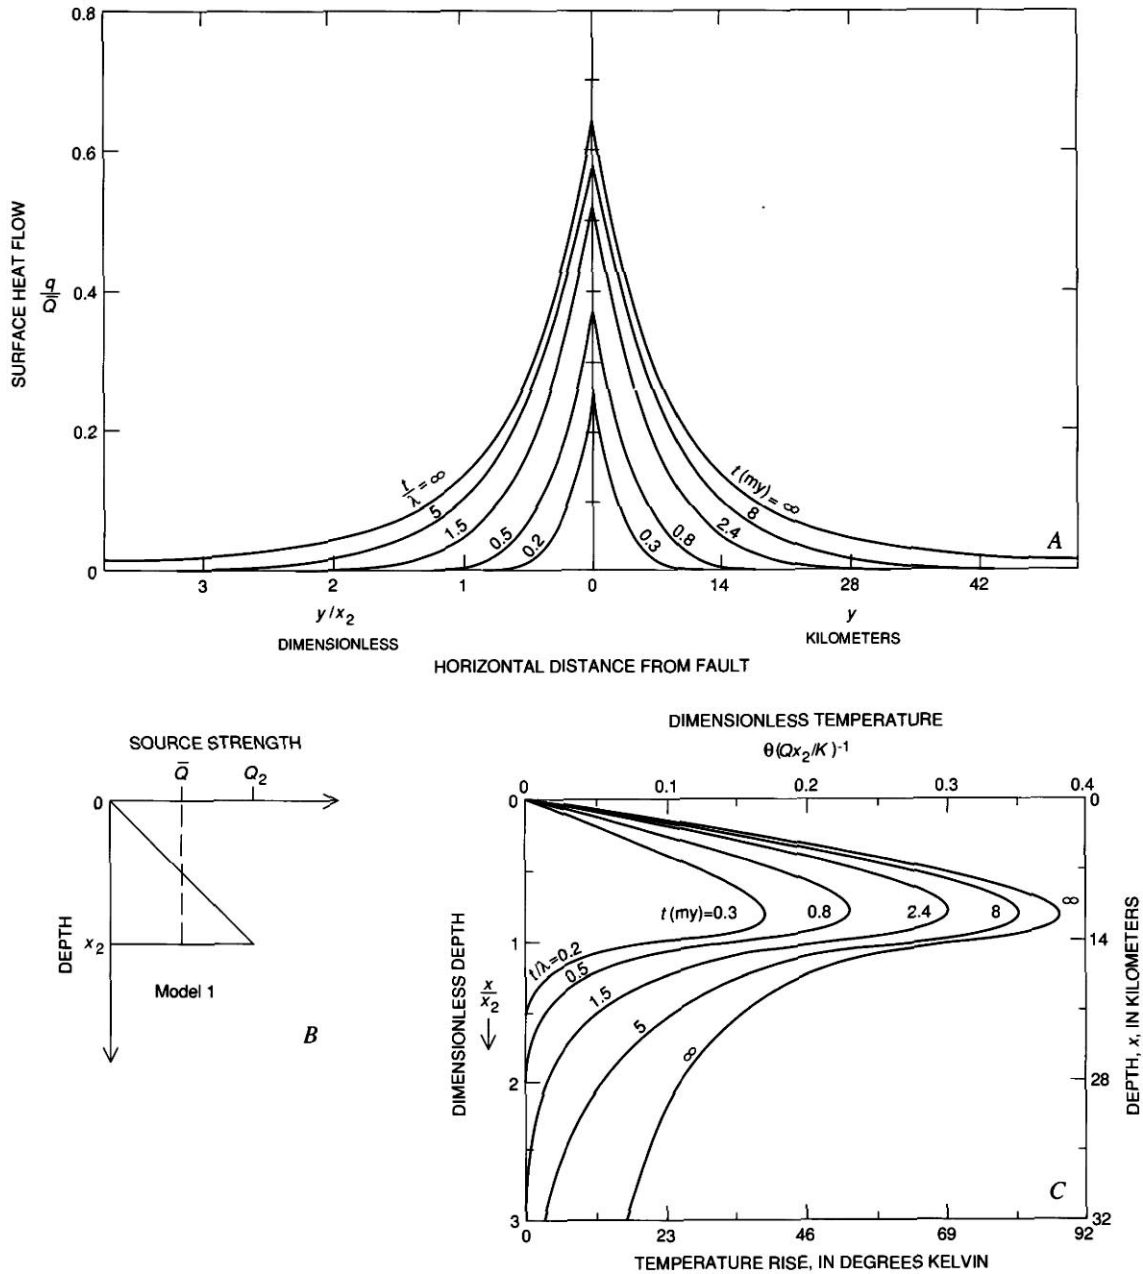 0.8
0.6
0.4
0.2
0
SURFACE HEAT FLOW
q
Q̄
t/λ = ∞
5
1.5
0.5
0.2
t (my) = ∞
8
2.4
0.8
0.3
A
3 2 1 0 14 28 42
y/x₂ y
DIMENSIONLESS KILOMETERS
HORIZONTAL DISTANCE FROM FAULT
SOURCE STRENGTH
Q̄ Q₂
0
DEPTH
x₂
Model 1
B
DIMENSIONLESS TEMPERATURE
θ(Qx₂/K)⁻¹
0 0.1 0.2 0.3 0.4
0 0
t (my)=0.3 0.8 2.4 8 ∞
1 14
t/λ=0.2
0.5
1.5
5
∞
2 28
3 32
C
DIMENSIONLESS DEPTH
x
x₂
DEPTH, x, IN KILOMETERS
0 23 46 69 92
TEMPERATURE RISE, IN DEGREES KELVIN